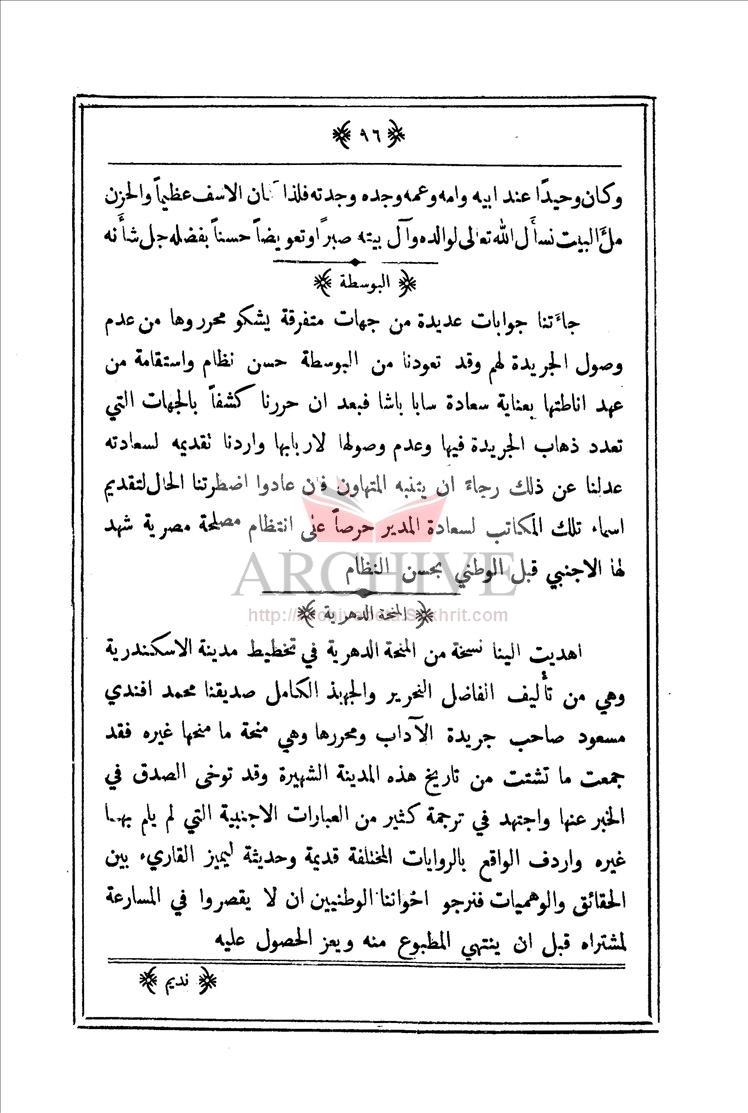 ٩٦
وكان وحيدًا عند ابيه وامه وعمه وجده وجدته فلذا كان الاسف عظيماً والحزن
ملأ البيت نسأل الله تعالى لوالده وآل بيته صبرًا وتعويضاً حسناً بفضله جل شأنه
البوسطة
جاءتنا جوابات عديدة من جهات متفرقة يشكو محرروها من عدم
وصول الجريدة لهم وقد تعودنا من البوسطة حسن نظام واستقامة من
عهد اناطتها بعناية سعادة سابا باشا فبعد ان حررنا كشفاً بالجهات التي
تعدد ذهاب الجريدة فيها وعدم وصولها لاربابها واردنا تقديمه لسعادته
عدلنا عن ذلك رجاءَ ان يتنبه المتهاون فان عادوا اضطرتنا الحال لتقديم
اسماء تلك المكاتب لسعادة المدير حرصاً على انتظام مصلحة مصرية شهد
لها الاجنبي قبل الوطني بحسن النظام
ARCHIVE
المنحة الدهرية
http://Archivebeta.Sakhrit.com
اهديت الينا نسخة من المنحة الدهرية في تخطيط مدينة الاسكندرية
وهي من تأليف الفاضل النحرير والجهبذ الكامل صديقنا محمد افندي
مسعود صاحب جريدة الآداب ومحررها وهي منحة ما منحها غيره فقد
جمعت ما تشتت من تاريخ هذه المدينة الشهيرة وقد توخى الصدق في
الخبر عنها واجتهد في ترجمة كثير من العبارات الاجنبية التي لم يلم بها
غيره واردف الواقع بالروايات المختلفة قديمة وحديثة ليميز القارىء بين
الحقائق والوهميات فنرجو اخواننا الوطنيين ان لا يقصروا في المسارعة
لمشتراه قبل ان ينتهي المطبوع منه ويعز الحصول عليه
نديم